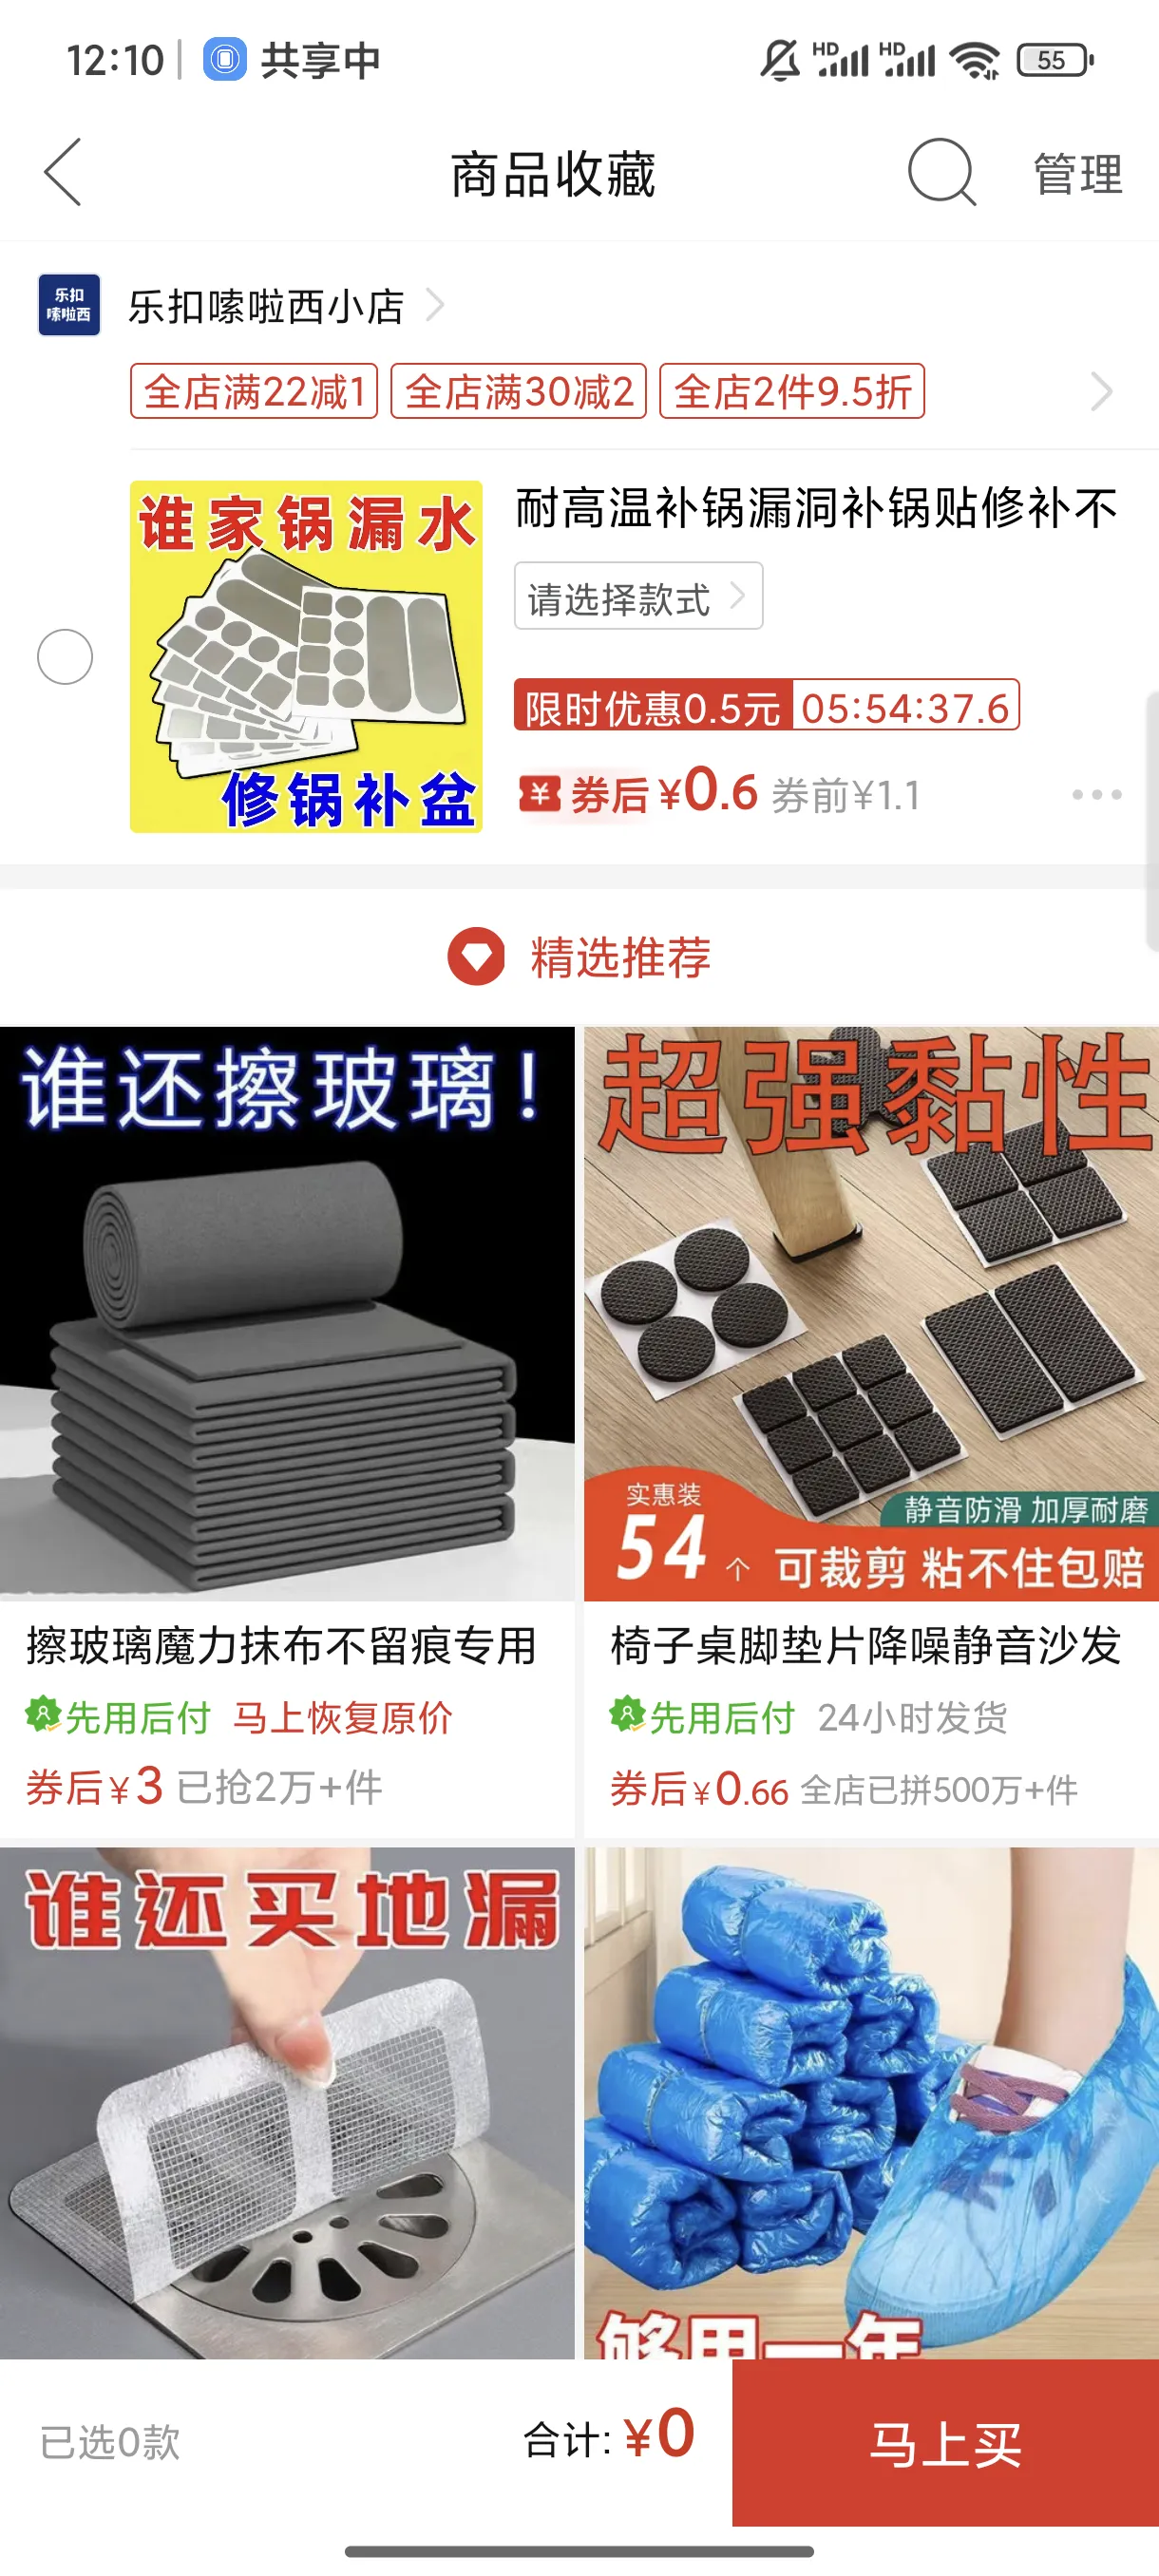 12:10 共享中 HD HD 55
商品收藏 管理
乐扣
嗦啦西
乐扣嗦啦西小店
全店满22减1 全店满30减2 全店2件9.5折
谁家锅漏水
修锅补盆
耐高温补锅漏洞补锅贴修补不
请选择款式
限时优惠0.5元 05:54:37.6
券后¥0.6 券前¥1.1
精选推荐
谁还擦玻璃!
擦玻璃魔力抹布不留痕专用
先用后付 马上恢复原价
券后¥3 已抢2万+件
超强黏性
实惠装
54个
静音防滑 加厚耐磨
可裁剪 粘不住包赔
椅子桌脚垫片降噪静音沙发
先用后付 24小时发货
券后¥0.66 全店已拼500万+件
谁还买地漏
够用一年
已选0款 合计: ¥0 马上买